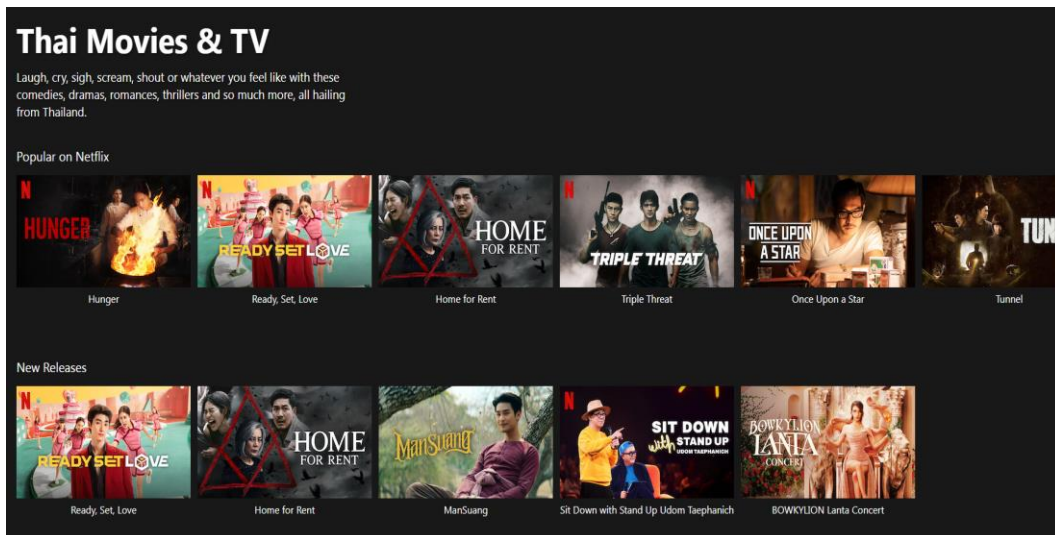 Thai Movies & TV
Laugh, cry, sigh, scream, shout or whatever you feel like with these
comedies, dramas, romances, thrillers and so much more, all hailing
from Thailand.
Popular on Netflix
N
HUNGER
N
READY SET LOVE
HOME
FOR RENT
N
TRIPLE THREAT
N
ONCE UPON
A STAR
TUN
Hunger
Ready, Set, Love
Home for Rent
Triple Threat
Once Upon a Star
Tunnel
New Releases
N
READY SET LOVE
HOME
FOR RENT
ManSuang
N
SIT DOWN
with STAND UP
UDOM TAEPHANICH
BOWKYLION
LANTA
CONCERT
Ready, Set, Love
Home for Rent
ManSuang
Sit Down with Stand Up Udom Taephanich
BOWKYLION Lanta Concert